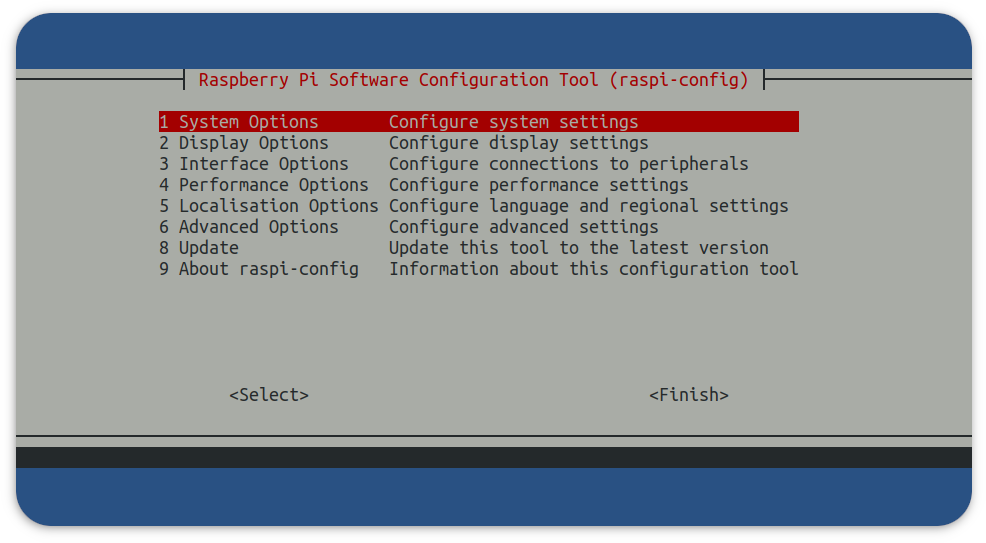 Raspberry Pi Software Configuration Tool (raspi-config)
1 System Options Configure system settings
2 Display Options Configure display settings
3 Interface Options Configure connections to peripherals
4 Performance Options Configure performance settings
5 Localisation Options Configure language and regional settings
6 Advanced Options Configure advanced settings
8 Update Update this tool to the latest version
9 About raspi-config Information about this configuration tool
<Select> <Finish>